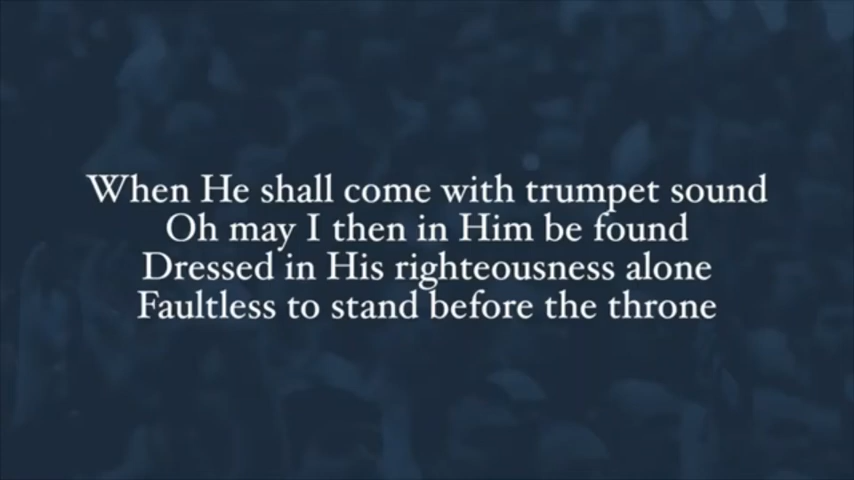 When He shall come with trumpet sound
Oh may I then in Him be found
Dressed in His righteousness alone
Faultless to stand before the throne